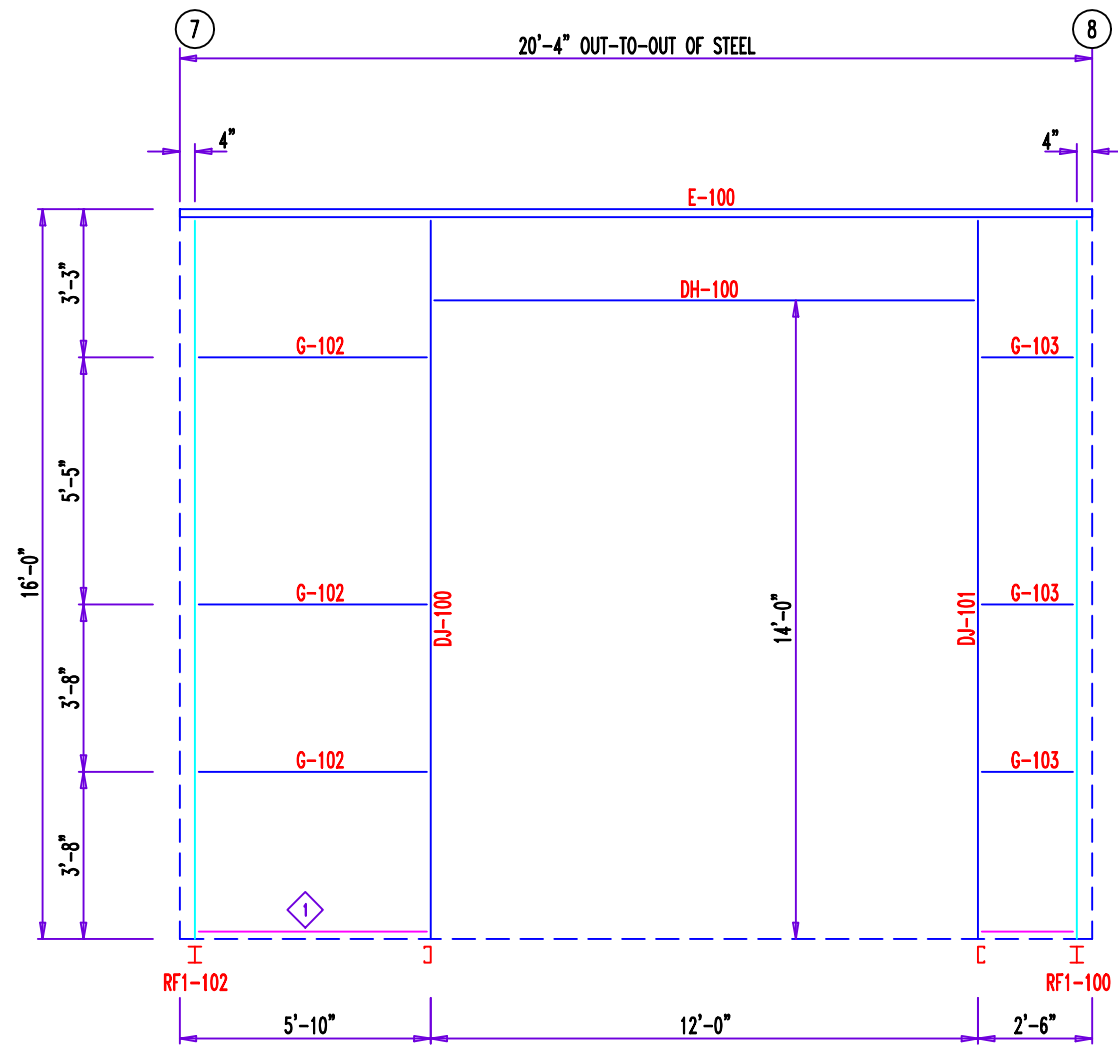 7
8
20'-4" OUT-TO-OUT OF STEEL
4"
4"
E-100
3'-3"
DH-100
G-102
G-103
5'-5"
16'-0"
14'-0"
G-102
G-103
DJ-100
DJ-101
3'-8"
G-102
G-103
3'-8"
1
RF1-102
RF1-100
5'-10"
12'-0"
2'-6"